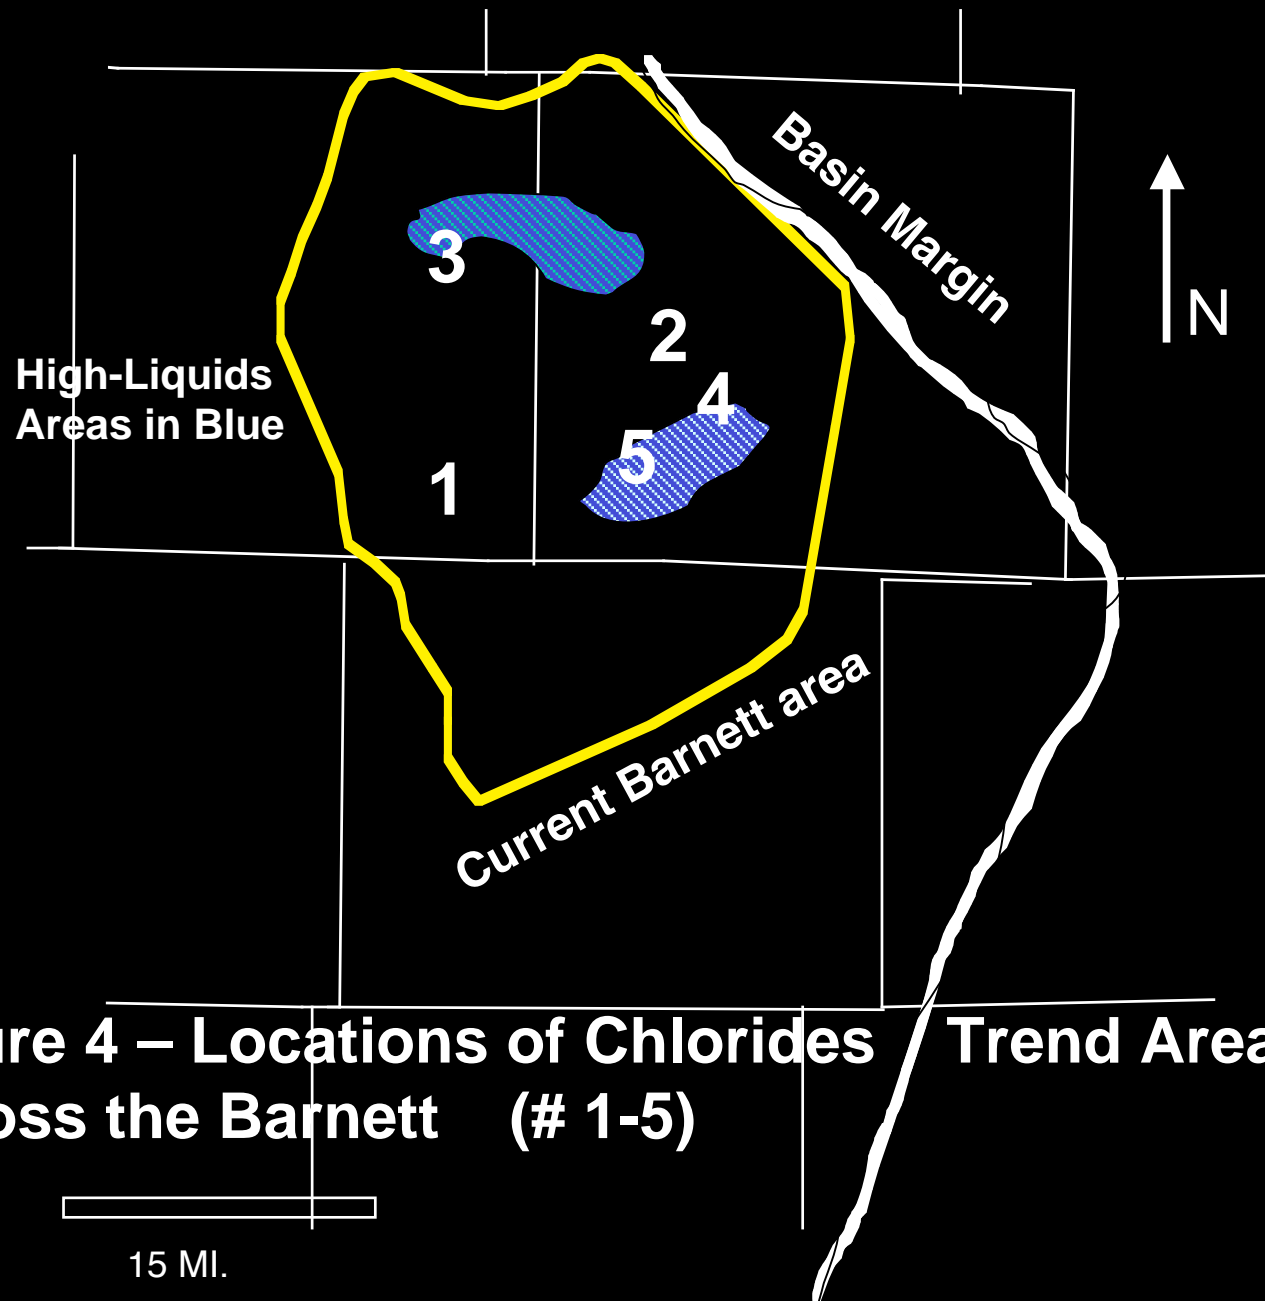 Basin Margin
N
3
2
High-Liquids
Areas in Blue
4
5
1
Current Barnett area
ure 4 – Locations of Chlorides Trend Area
oss the Barnett (# 1-5)
15 MI.